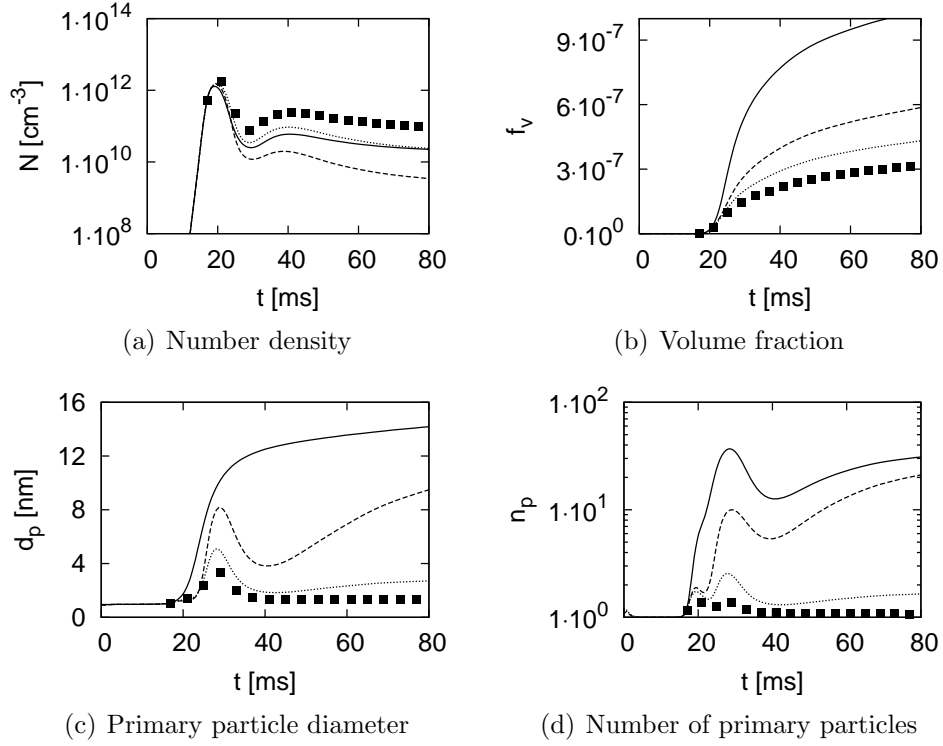 1·10^14
1·10^12
1·10^10
1·10^8
N [cm^-3]
0 20 40 60 80
t [ms]
(a) Number density
9·10^-7
6·10^-7
3·10^-7
0·10^0
f_v
0 20 40 60 80
t [ms]
(b) Volume fraction
16
12
8
4
0
d_p [nm]
0 20 40 60 80
t [ms]
(c) Primary particle diameter
1·10^2
1·10^1
1·10^0
n_p
0 20 40 60 80
t [ms]
(d) Number of primary particles